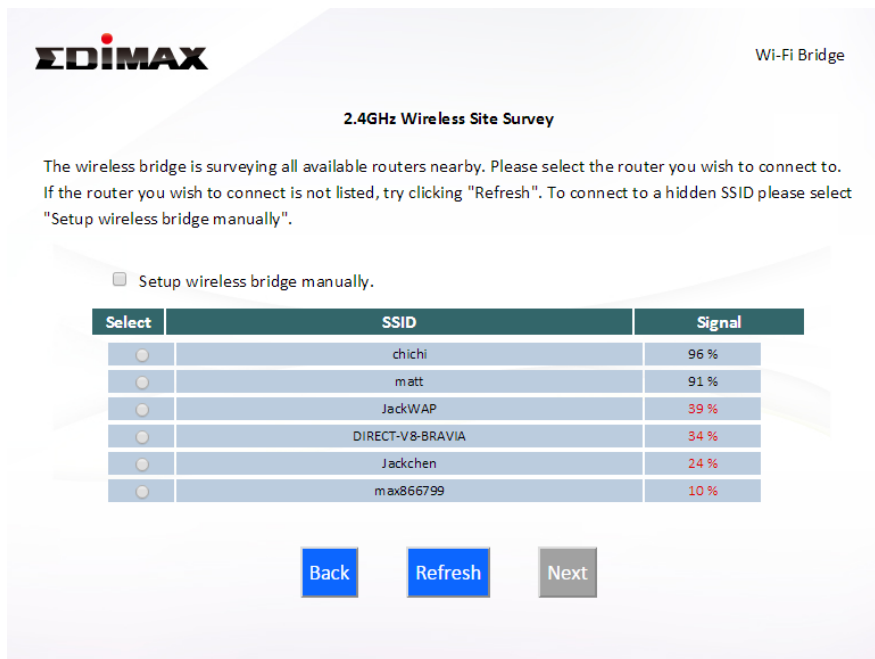 EDIMAX
Wi-Fi Bridge
2.4GHz Wireless Site Survey
The wireless bridge is surveying all available routers nearby. Please select the router you wish to connect to.
If the router you wish to connect is not listed, try clicking "Refresh". To connect to a hidden SSID please select
"Setup wireless bridge manually".
Setup wireless bridge manually.
Select SSID Signal
chichi 96 %
matt 91 %
JackWAP 39 %
DIRECT-V8-BRAVIA 34 %
Jackchen 24 %
max866799 10 %
Back Refresh Next